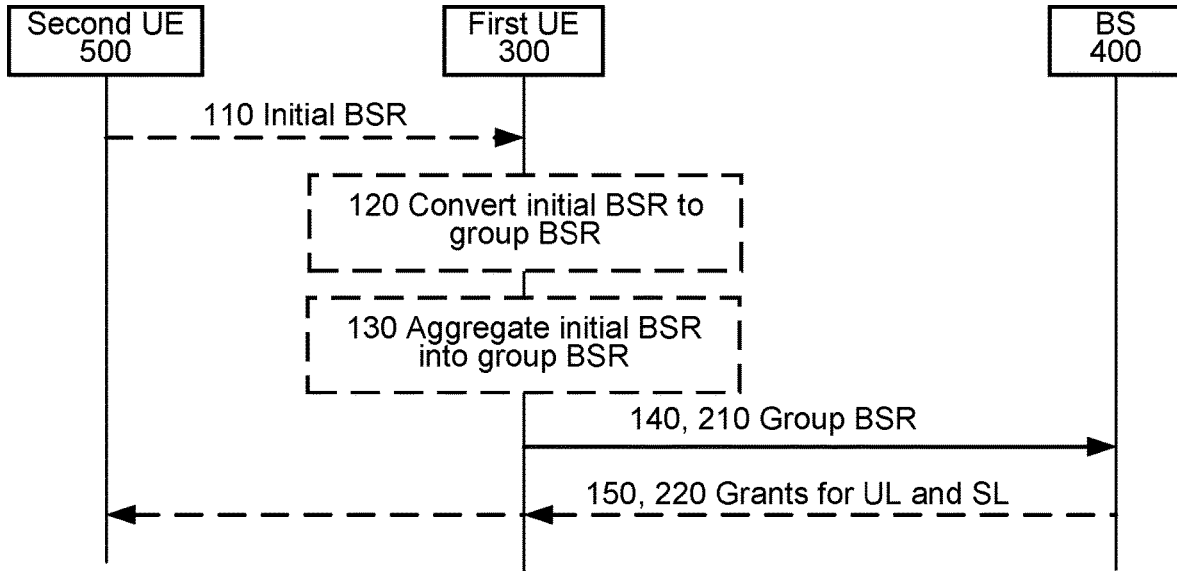 Second UE
500
First UE
300
BS
400
110 Initial BSR
120 Convert initial BSR to
group BSR
130 Aggregate initial BSR
into group BSR
140, 210 Group BSR
150, 220 Grants for UL and SL